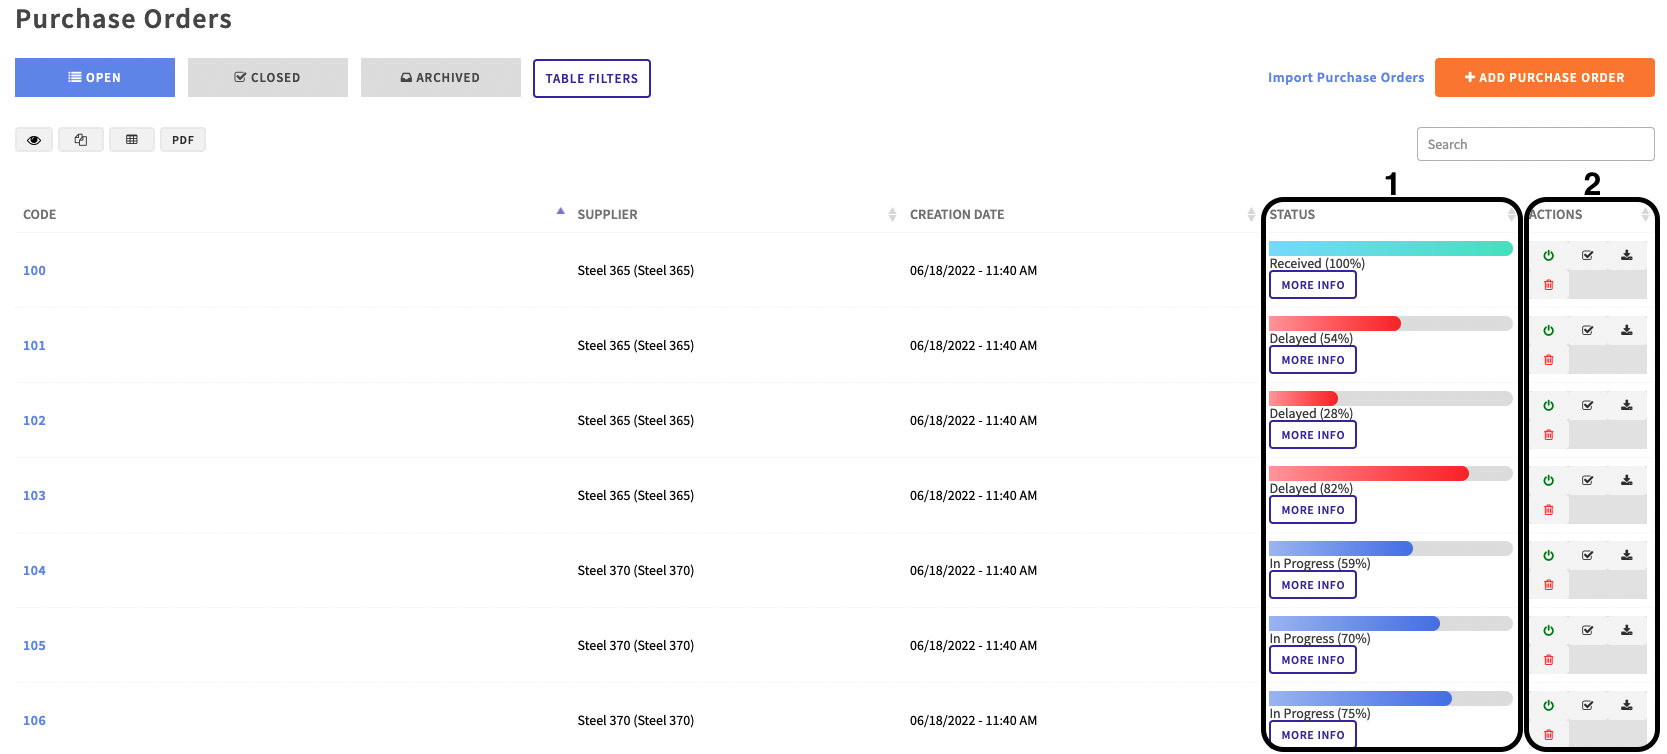 Purchase Orders
OPEN CLOSED ARCHIVED TABLE FILTERS Import Purchase Orders + ADD PURCHASE ORDER
PDF Search
1 2
CODE SUPPLIER CREATION DATE STATUS ACTIONS
100 Steel 365 (Steel 365) 06/18/2022 - 11:40 AM Received (100%)
MORE INFO
101 Steel 365 (Steel 365) 06/18/2022 - 11:40 AM Delayed (54%)
MORE INFO
102 Steel 365 (Steel 365) 06/18/2022 - 11:40 AM Delayed (28%)
MORE INFO
103 Steel 365 (Steel 365) 06/18/2022 - 11:40 AM Delayed (82%)
MORE INFO
104 Steel 370 (Steel 370) 06/18/2022 - 11:40 AM In Progress (59%)
MORE INFO
105 Steel 370 (Steel 370) 06/18/2022 - 11:40 AM In Progress (70%)
MORE INFO
106 Steel 370 (Steel 370) 06/18/2022 - 11:40 AM In Progress (75%)
MORE INFO